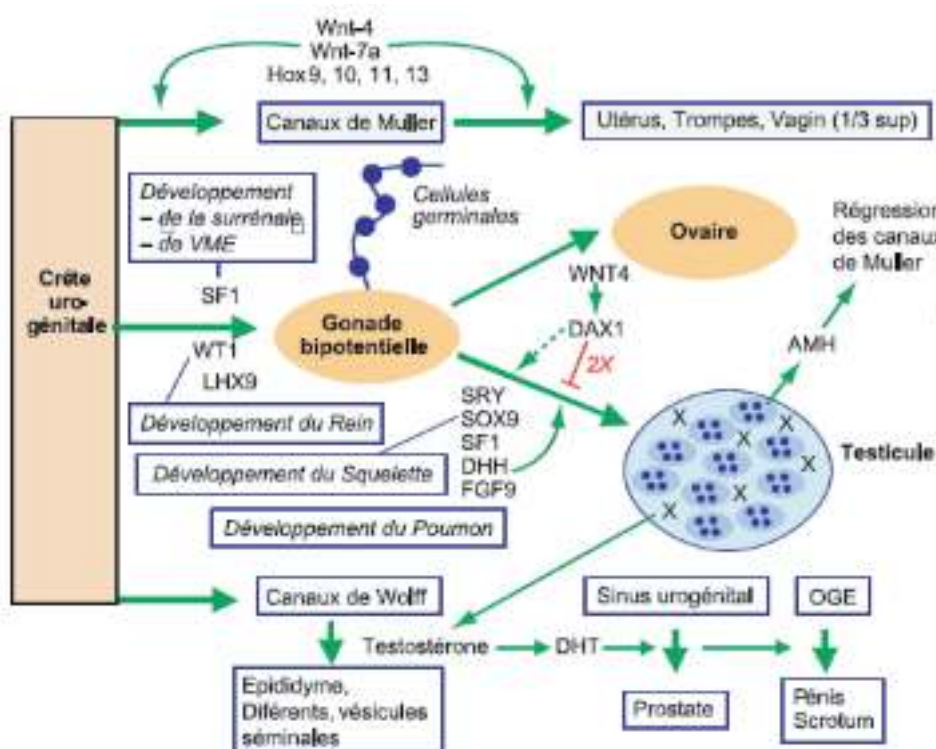 Wnt-4
Wnt-7a
Hox9, 10, 11, 13
Canaux de Muller
Utérus, Trompes, Vagin (1/3 sup)
Développement
– de la surrénale
– de VME
Cellules
germinales
Ovaire
Régression
des canaux
de Muller
Crête
uro-
génitale
SF1
WNT4
Gonade
bipotentielle
DAX1
2X
AMH
WT1
LHX9
Développement du Rein
SRY
SOX9
SF1
DHH
FGF9
Développement du Squelette
X
X
X
X
X
X
Testicule
Développement du Poumon
Canaux de Wolff
Sinus urogénital
OGE
Testostérone
DHT
Epididyme,
Diférents, vésicules
séminales
Prostate
Pénis
Scrotum